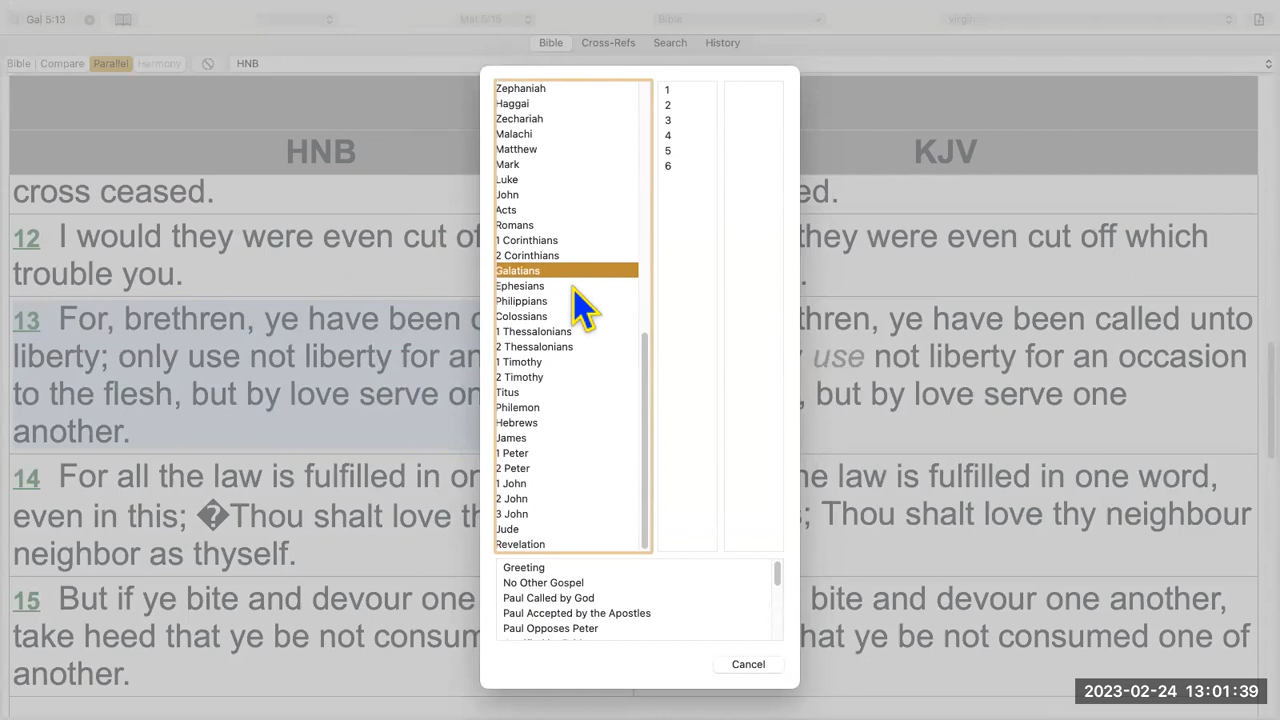 Gal 5:13
Mat 5/15
Bible
virgin
Bible Cross-Refs Search History
Bible Compare Parallel Harmony HNB
HNB KJV
cross ceased.
12 I would they were even cut of
trouble you.
13 For, brethren, ye have been c
liberty; only use not liberty for an
to the flesh, but by love serve on
another.
14 For all the law is fulfilled in on
even in this; �Thou shalt love th
neighbor as thyself.
15 But if ye bite and devour one
take heed that ye be not consum
another.
Zephaniah
Haggai
Zechariah
Malachi
Matthew
Mark
Luke
John
Acts
Romans
1 Corinthians
2 Corinthians
Galatians
Ephesians
Philippians
Colossians
1 Thessalonians
2 Thessalonians
1 Timothy
2 Timothy
Titus
Philemon
Hebrews
James
1 Peter
2 Peter
1 John
2 John
3 John
Jude
Revelation
1
2
3
4
5
6
Greeting
No Other Gospel
Paul Called by God
Paul Accepted by the Apostles
Paul Opposes Peter
Cancel
ed.
they were even cut off which
thren, ye have been called unto
use not liberty for an occasion
, but by love serve one
he law is fulfilled in one word,
s; Thou shalt love thy neighbour
bite and devour one another,
hat ye be not consumed one of
2023-02-24 13:01:39